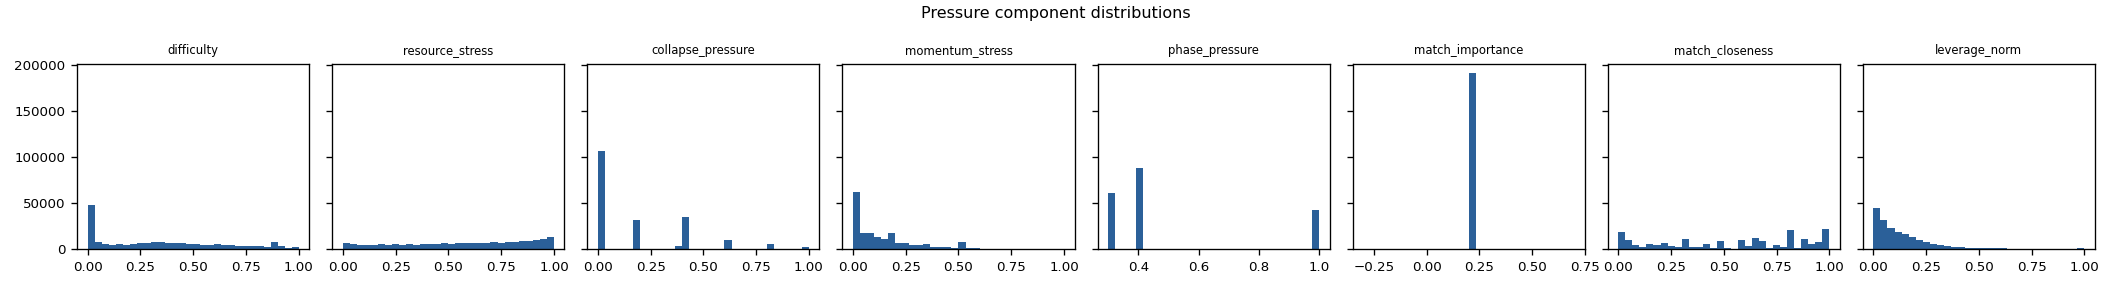 Pressure component distributions
difficulty resource_stress collapse_pressure momentum_stress phase_pressure match_importance match_closeness leverage_norm
200000
150000
100000
50000
0
0.00 0.25 0.50 0.75 1.00 0.00 0.25 0.50 0.75 1.00 0.00 0.25 0.50 0.75 1.00 0.00 0.25 0.50 0.75 1.00 0.4 0.6 0.8 1.0 −0.25 0.00 0.25 0.50 0.75 0.00 0.25 0.50 0.75 1.00 0.00 0.25 0.50 0.75 1.00